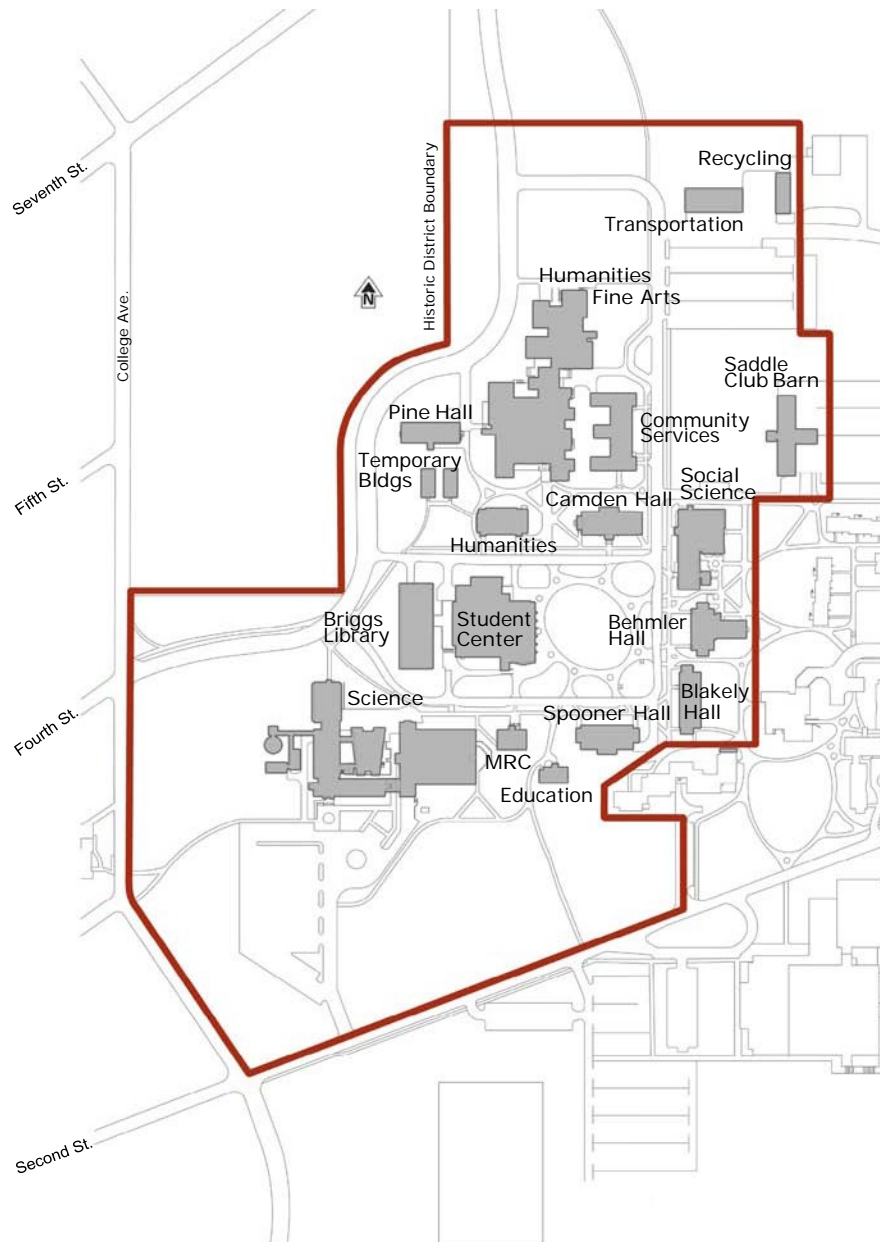 Recycling
Seventh St.
Transportation
Historic District Boundary
Humanities
Fine Arts
N
College Ave.
Saddle
Club Barn
Pine Hall
Community
Services
Temporary
Bldgs
Social
Science
Fifth St.
Camden Hall
Humanities
Briggs
Library
Student
Center
Behmler
Hall
Science
Blakely
Hall
Fourth St.
Spooner Hall
MRC
Education
Second St.